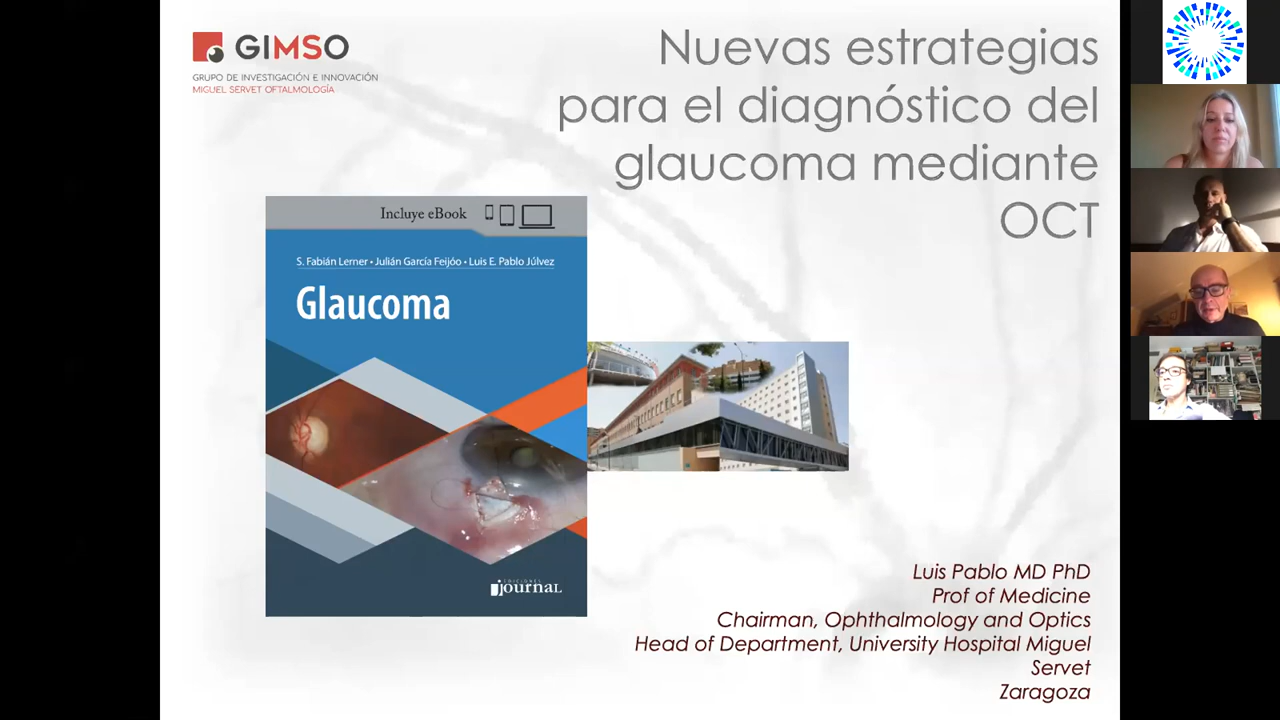 GIMSO
GRUPO DE INVESTIGACIÓN E INNOVACIÓN
MIGUEL SERVET OFTALMOLOGÍA
Nuevas estrategias
para el diagnóstico del
glaucoma mediante
OCT
Incluye eBook
S. Fabián Lerner • Julián García Feijóo • Luis E. Pablo Júlvez
Glaucoma
EDICIONES
journal
Luis Pablo MD PhD
Prof of Medicine
Chairman, Ophthalmology and Optics
Head of Department, University Hospital Miguel
Servet
Zaragoza